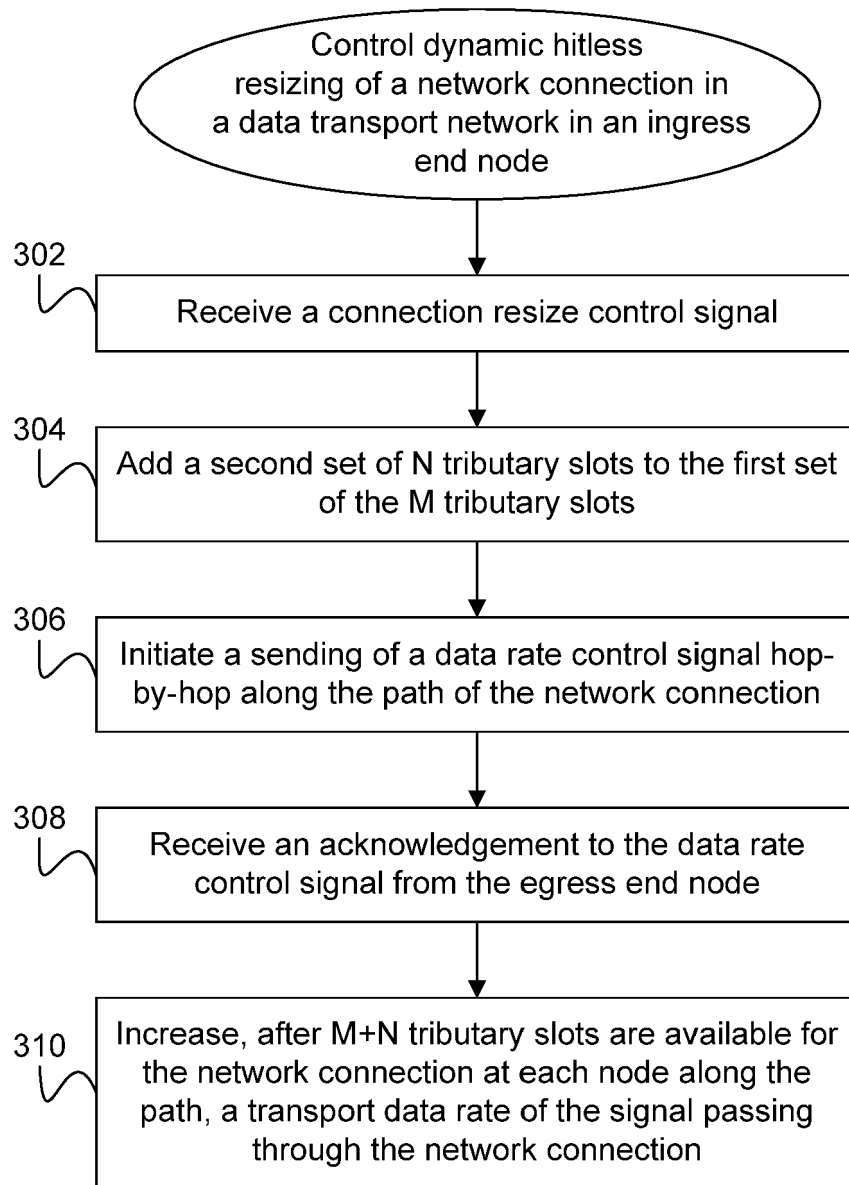 Control dynamic hitless
resizing of a network connection in
a data transport network in an ingress
end node
302
Receive a connection resize control signal
304
Add a second set of N tributary slots to the first set
of the M tributary slots
306
Initiate a sending of a data rate control signal hop-
by-hop along the path of the network connection
308
Receive an acknowledgement to the data rate
control signal from the egress end node
310
Increase, after M+N tributary slots are available for
the network connection at each node along the
path, a transport data rate of the signal passing
through the network connection